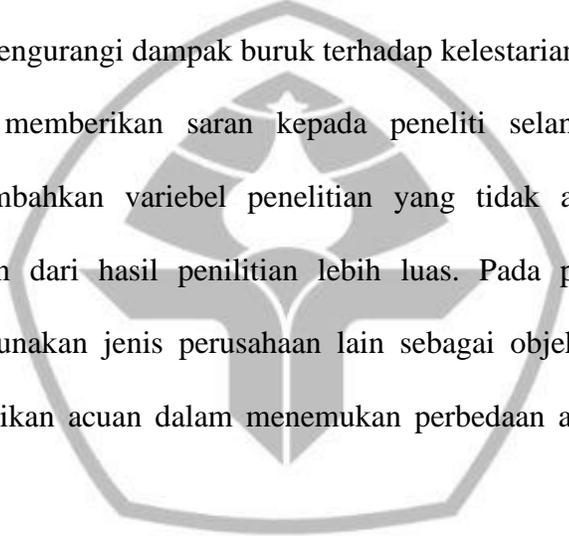 engurangi dampak buruk terhadap kelestarian
memberikan saran kepada peneliti selan
mbahkan variebel penelitian yang tidak a
n dari hasil penilitian lebih luas. Pada p
unakan jenis perusahaan lain sebagai objek
ikan acuan dalam menemukan perbedaan a